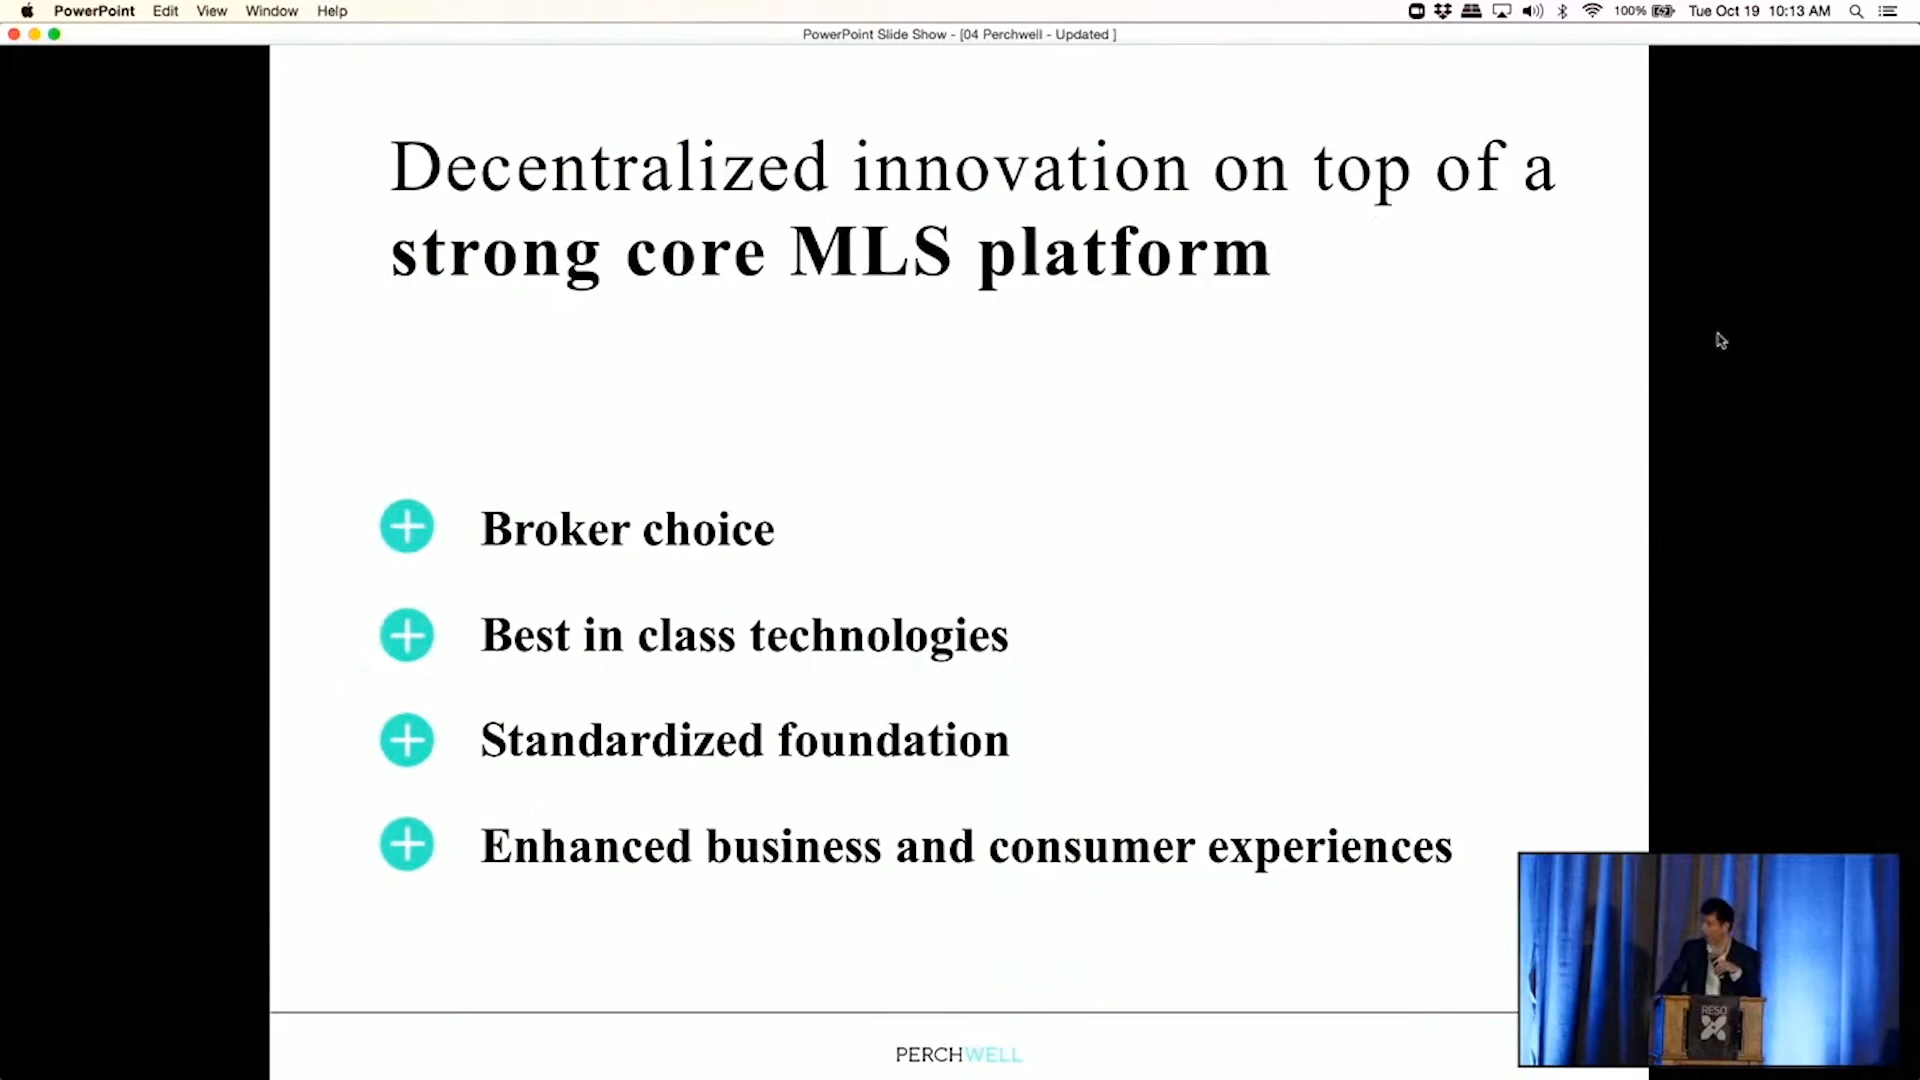 PowerPoint Edit View Window Help 100% Tue Oct 19 10:13 AM
PowerPoint Slide Show - [04 Perchwell - Updated ]
Decentralized innovation on top of a
strong core MLS platform
Broker choice
Best in class technologies
Standardized foundation
Enhanced business and consumer experiences
RESO
PERCHWELL